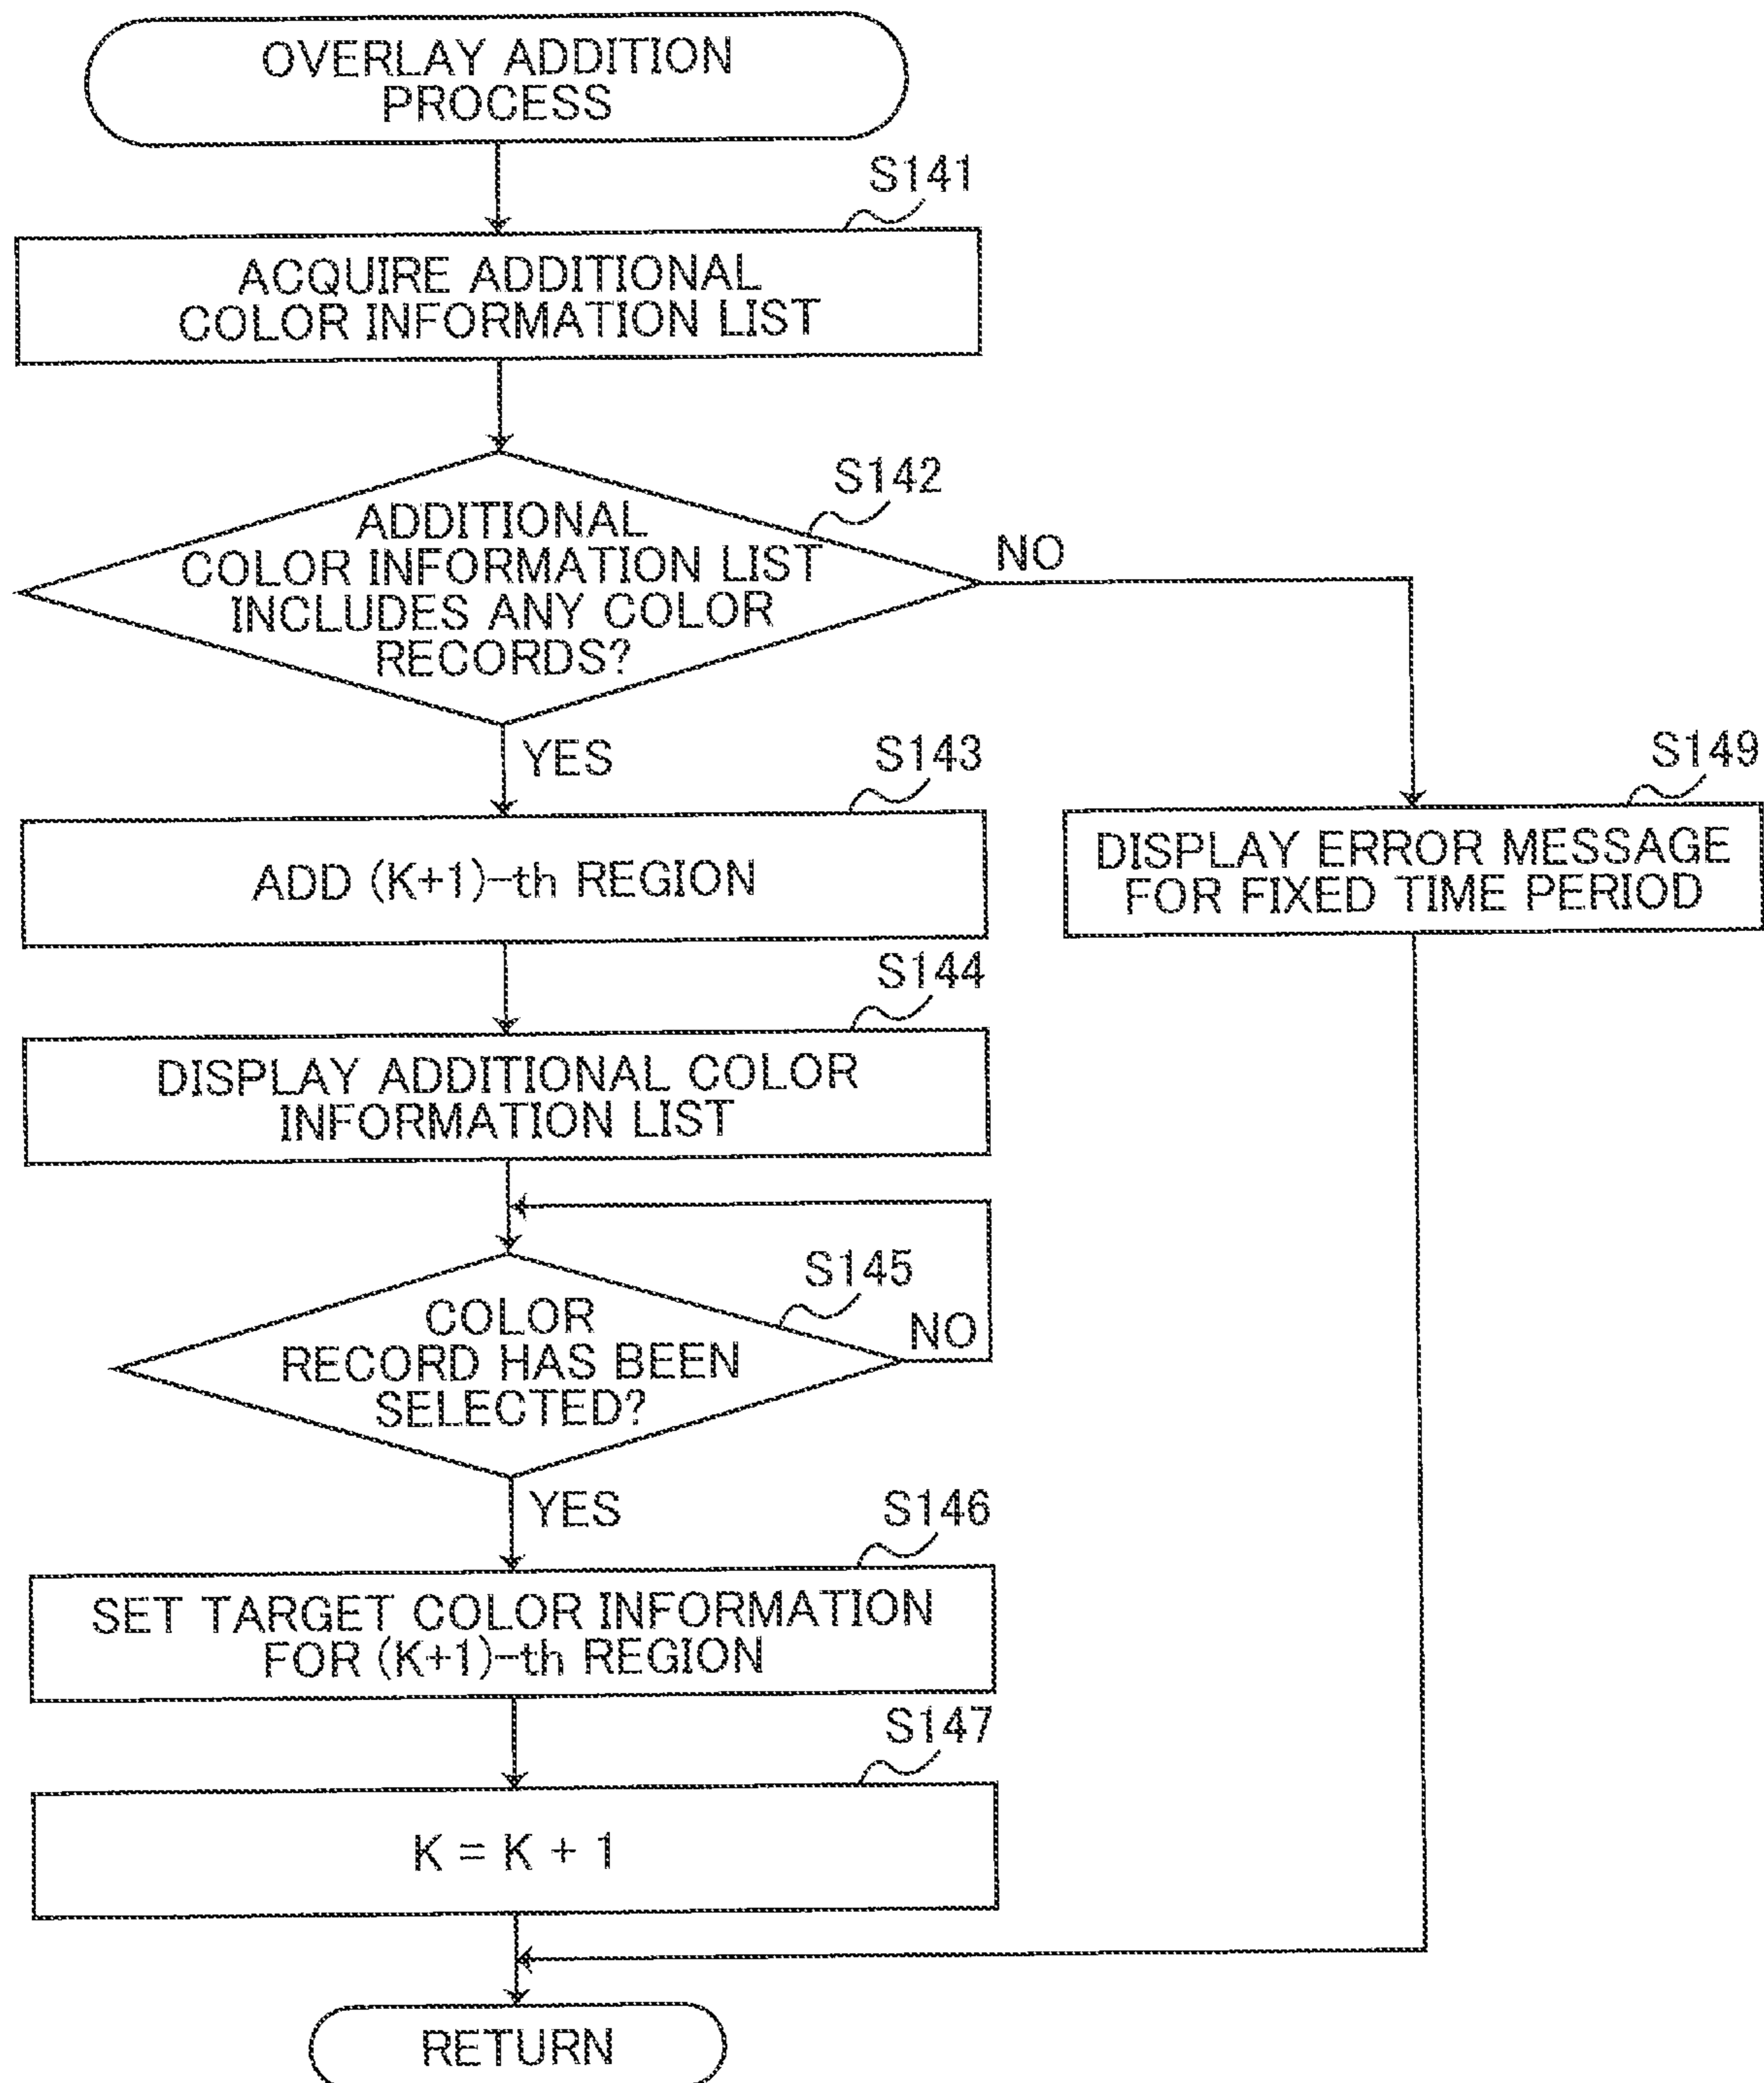 OVERLAY ADDITION
PROCESS
S141
ACQUIRE ADDITIONAL
COLOR INFORMATION LIST
S142
ADDITIONAL
COLOR INFORMATION LIST
INCLUDES ANY COLOR
RECORDS?
NO
YES
S143
ADD (K+1)-th REGION
S149
DISPLAY ERROR MESSAGE
FOR FIXED TIME PERIOD
S144
DISPLAY ADDITIONAL COLOR
INFORMATION LIST
S145
COLOR
RECORD HAS BEEN
SELECTED?
NO
YES
S146
SET TARGET COLOR INFORMATION
FOR (K+1)-th REGION
S147
K = K + 1
RETURN